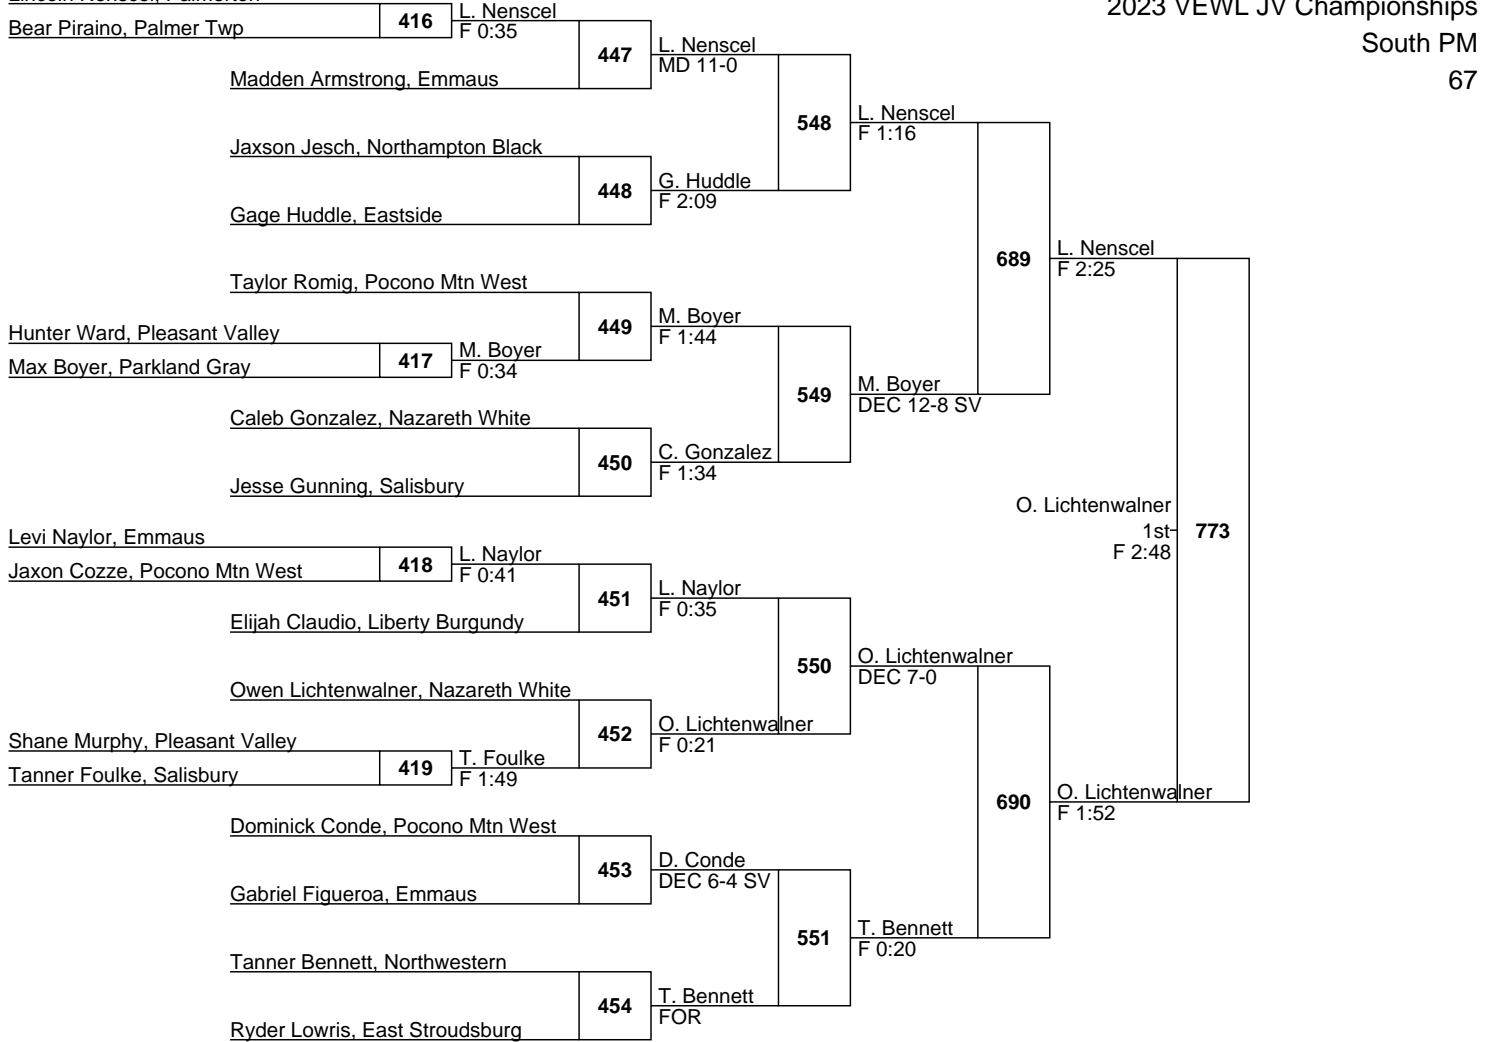 2023 VEWL JV Championships
South PM
67
Bear Piraino, Palmer Twp
416
L. Nenscel
F 0:35
Madden Armstrong, Emmaus
447
L. Nenscel
MD 11-0
Jaxson Jesch, Northampton Black
448
G. Huddle
F 2:09
Gage Huddle, Eastside
548
L. Nenscel
F 1:16
Taylor Romig, Pocono Mtn West
449
M. Boyer
F 1:44
Hunter Ward, Pleasant Valley
417
M. Boyer
F 0:34
Max Boyer, Parkland Gray
Caleb Gonzalez, Nazareth White
450
C. Gonzalez
F 1:34
Jesse Gunning, Salisbury
549
M. Boyer
DEC 12-8 SV
689
L. Nenscel
F 2:25
Levi Naylor, Emmaus
418
L. Naylor
F 0:41
Jaxon Cozze, Pocono Mtn West
451
L. Naylor
F 0:35
Elijah Claudio, Liberty Burgundy
Owen Lichtenwalner, Nazareth White
452
O. Lichtenwalner
F 0:21
Shane Murphy, Pleasant Valley
419
T. Foulke
F 1:49
Tanner Foulke, Salisbury
550
O. Lichtenwalner
DEC 7-0
Dominick Conde, Pocono Mtn West
453
D. Conde
DEC 6-4 SV
Gabriel Figueroa, Emmaus
Tanner Bennett, Northwestern
454
T. Bennett
FOR
Ryder Lowris, East Stroudsburg
551
T. Bennett
F 0:20
690
O. Lichtenwalner
F 1:52
O. Lichtenwalner
1st
F 2:48
773